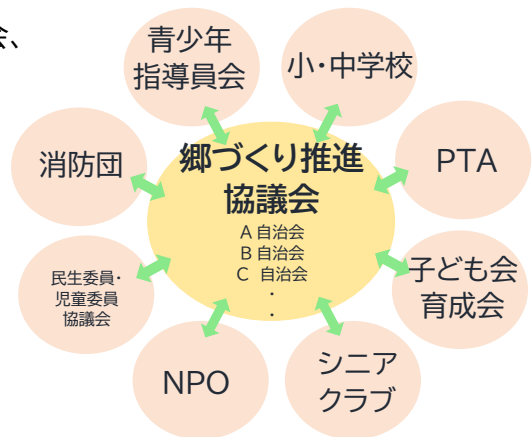 会、
青少年
指導員会
小・中学校
消防団
郷づくり推進
協議会
A 自治会
B 自治会
C 自治会
・
・
PTA
民生委員・
児童委員
協議会
子ども会
育成会
NPO
シニア
クラブ